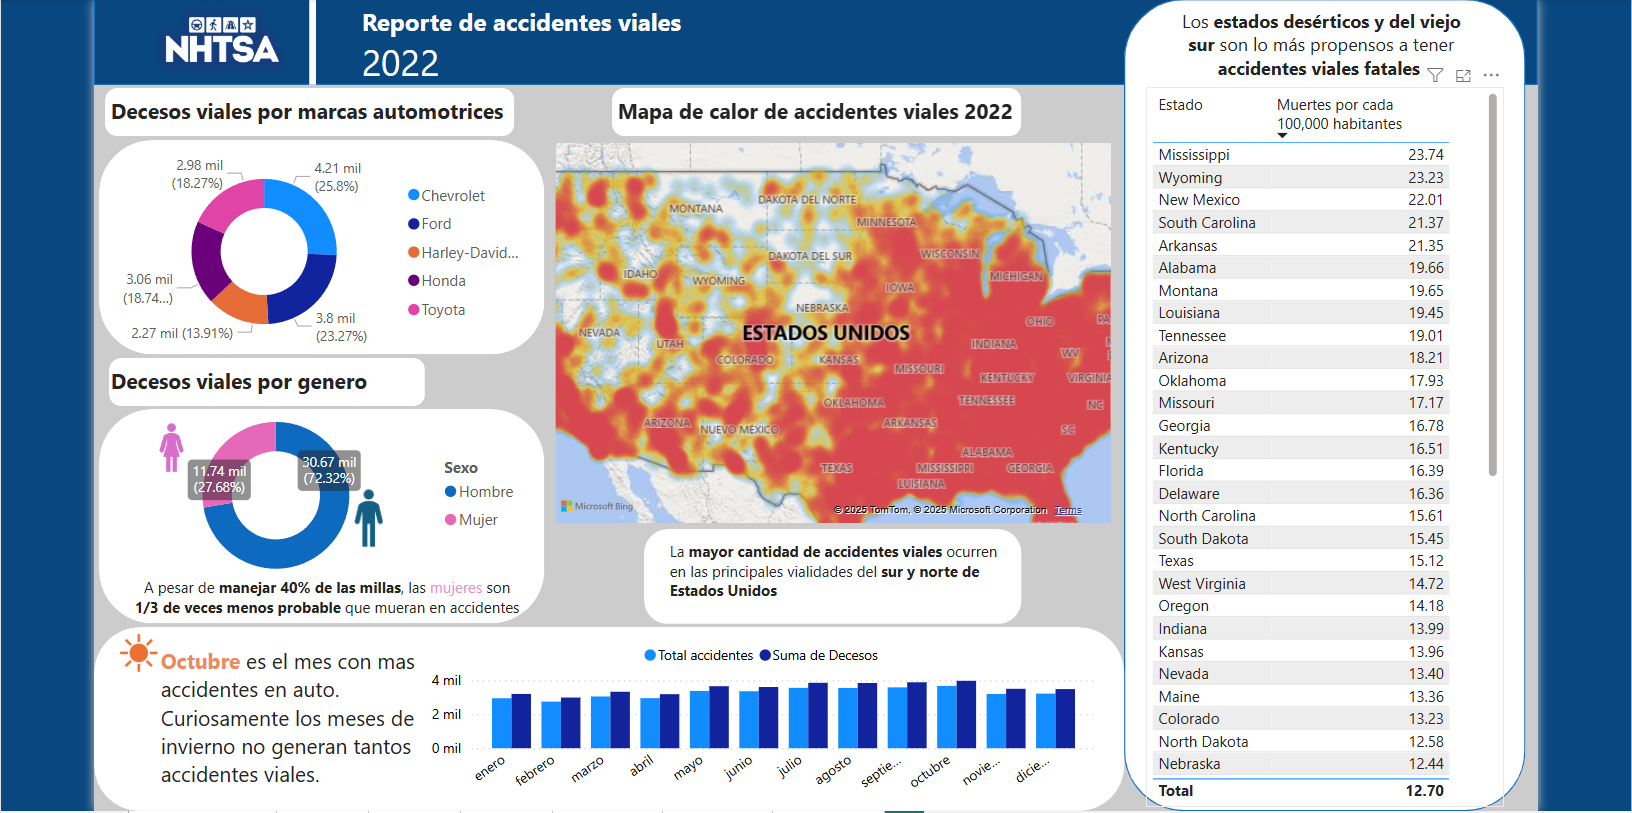 NHTSA
Reporte de accidentes viales
2022
Los estados desérticos y del viejo
sur son lo más propensos a tener
accidentes viales fatales
Decesos viales por marcas automotrices
2.98 mil
(18.27%)
4.21 mil
(25.8%)
3.06 mil
(18.74...)
2.27 mil (13.91%)
3.8 mil
(23.27%)
Chevrolet
Ford
Harley-David...
Honda
Toyota
Decesos viales por genero
11.74 mil
(27.68%)
30.67 mil
(72.32%)
Sexo
Hombre
Mujer
A pesar de manejar 40% de las millas, las mujeres son
1/3 de veces menos probable que mueran en accidentes
Mapa de calor de accidentes viales 2022
MONTANA
DAKOTA DEL NORTE
MINNESOTA
WISCONSIN
MICHIGAN
DAKOTA DEL SUR
IDAHO
WYOMING
IOWA
NEBRASKA
ESTADOS UNIDOS
OHIO
PA
NEVADA
UTAH
COLORADO
KANSAS
INDIANA
WV
MISSOURI
KENTUCKY
VIRGINIA
OKLAHOMA
TENNESSEE
NC
ARIZONA
NUEVO MÉXICO
ARKANSAS
SC
TEXAS
ALABAMA
MISSISSIPPI
GEORGIA
LUISIANA
Microsoft Bing
© 2025 TomTom, © 2025 Microsoft Corporation Terms
La mayor cantidad de accidentes viales ocurren
en las principales vialidades del sur y norte de
Estados Unidos
Octubre es el mes con mas
accidentes en auto.
Curiosamente los meses de
invierno no generan tantos
accidentes viales.
Total accidentes Suma de Decesos
4 mil
2 mil
0 mil
enero
febrero
marzo
abril
mayo
junio
julio
agosto
septie...
octubre
novie...
dicie...
Estado Muertes por cada
100,000 habitantes
Mississippi 23.74
Wyoming 23.23
New Mexico 22.01
South Carolina 21.37
Arkansas 21.35
Alabama 19.66
Montana 19.65
Louisiana 19.45
Tennessee 19.01
Arizona 18.21
Oklahoma 17.93
Missouri 17.17
Georgia 16.78
Kentucky 16.51
Florida 16.39
Delaware 16.36
North Carolina 15.61
South Dakota 15.45
Texas 15.12
West Virginia 14.72
Oregon 14.18
Indiana 13.99
Kansas 13.96
Nevada 13.40
Maine 13.36
Colorado 13.23
North Dakota 12.58
Nebraska 12.44
Total 12.70